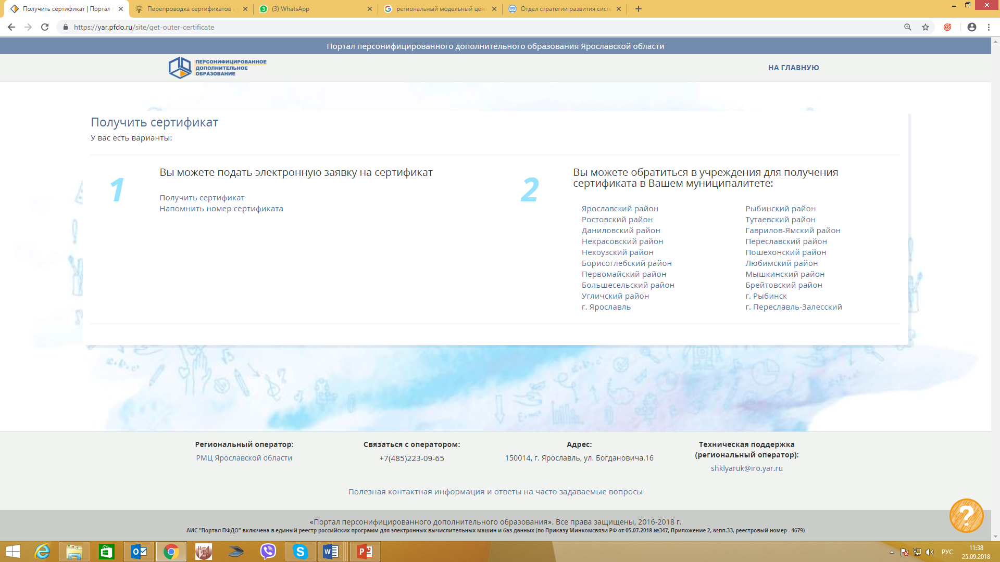 Получить сертификат | Портал п
Перепроводка сертификатов -
(3) WhatsApp
региональный модельный цент
Отдел стратегии развития систе
https://yar.pfdo.ru/site/get-outer-certificate
Портал персонифицированного дополнительного образования Ярославской области
ПЕРСОНИФИЦИРОВАННОЕ
ДОПОЛНИТЕЛЬНОЕ
ОБРАЗОВАНИЕ
НА ГЛАВНУЮ
Получить сертификат
У вас есть варианты:
1
Вы можете подать электронную заявку на сертификат
Получить сертификат
Напомнить номер сертификата
2
Вы можете обратиться в учреждения для получения
сертификата в Вашем муниципалитете:
Ярославский район
Ростовский район
Даниловский район
Некрасовский район
Некоузский район
Борисоглебский район
Первомайский район
Большесельский район
Угличский район
г. Ярославль
Рыбинский район
Тутаевский район
Гаврилов-Ямский район
Переславский район
Пошехонский район
Любимский район
Мышкинский район
Брейтовский район
г. Рыбинск
г. Переславль-Залесский
Региональный оператор:
РМЦ Ярославской области
Связаться с оператором:
+7(485)223-09-65
Адрес:
150014, г. Ярославль, ул. Богдановича,16
Техническая поддержка
(региональный оператор):
shklyaruk@iro.yar.ru
Полезная контактная информация и ответы на часто задаваемые вопросы
«Портал персонифицированного дополнительного образования». Все права защищены, 2016-2018 г.
АИС "Портал ПФДО" включена в единый реестр российских программ для электронных вычислительных машин и баз данных (по Приказу Минкомсвязи РФ от 05.07.2018 №347, Приложение 2, №пп.33, реестровый номер - 4679)
РУС
11:38
25.09.2018